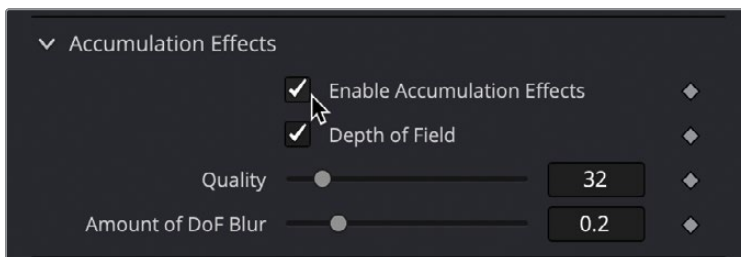 Accumulation Effects
Enable Accumulation Effects
Depth of Field
Quality 32
Amount of DoF Blur 0.2